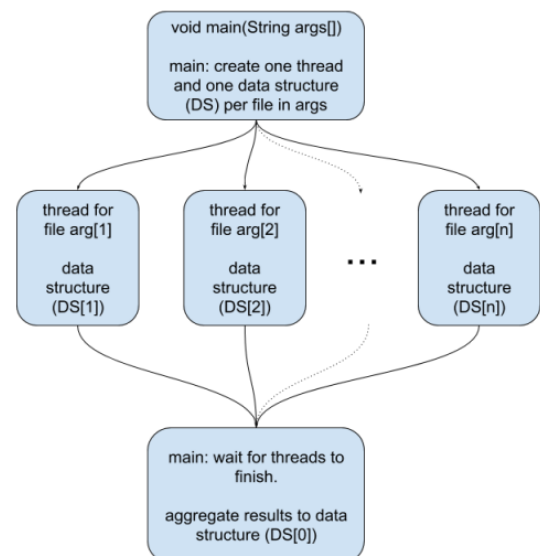 void main(String args[])
main: create one thread
and one data structure
(DS) per file in args
thread for
file arg[1]
data
structure
(DS[1])
thread for
file arg[2]
data
structure
(DS[2])
...
thread for
file arg[n]
data
structure
(DS[n])
main: wait for threads to
finish.
aggregate results to data
structure (DS[0])